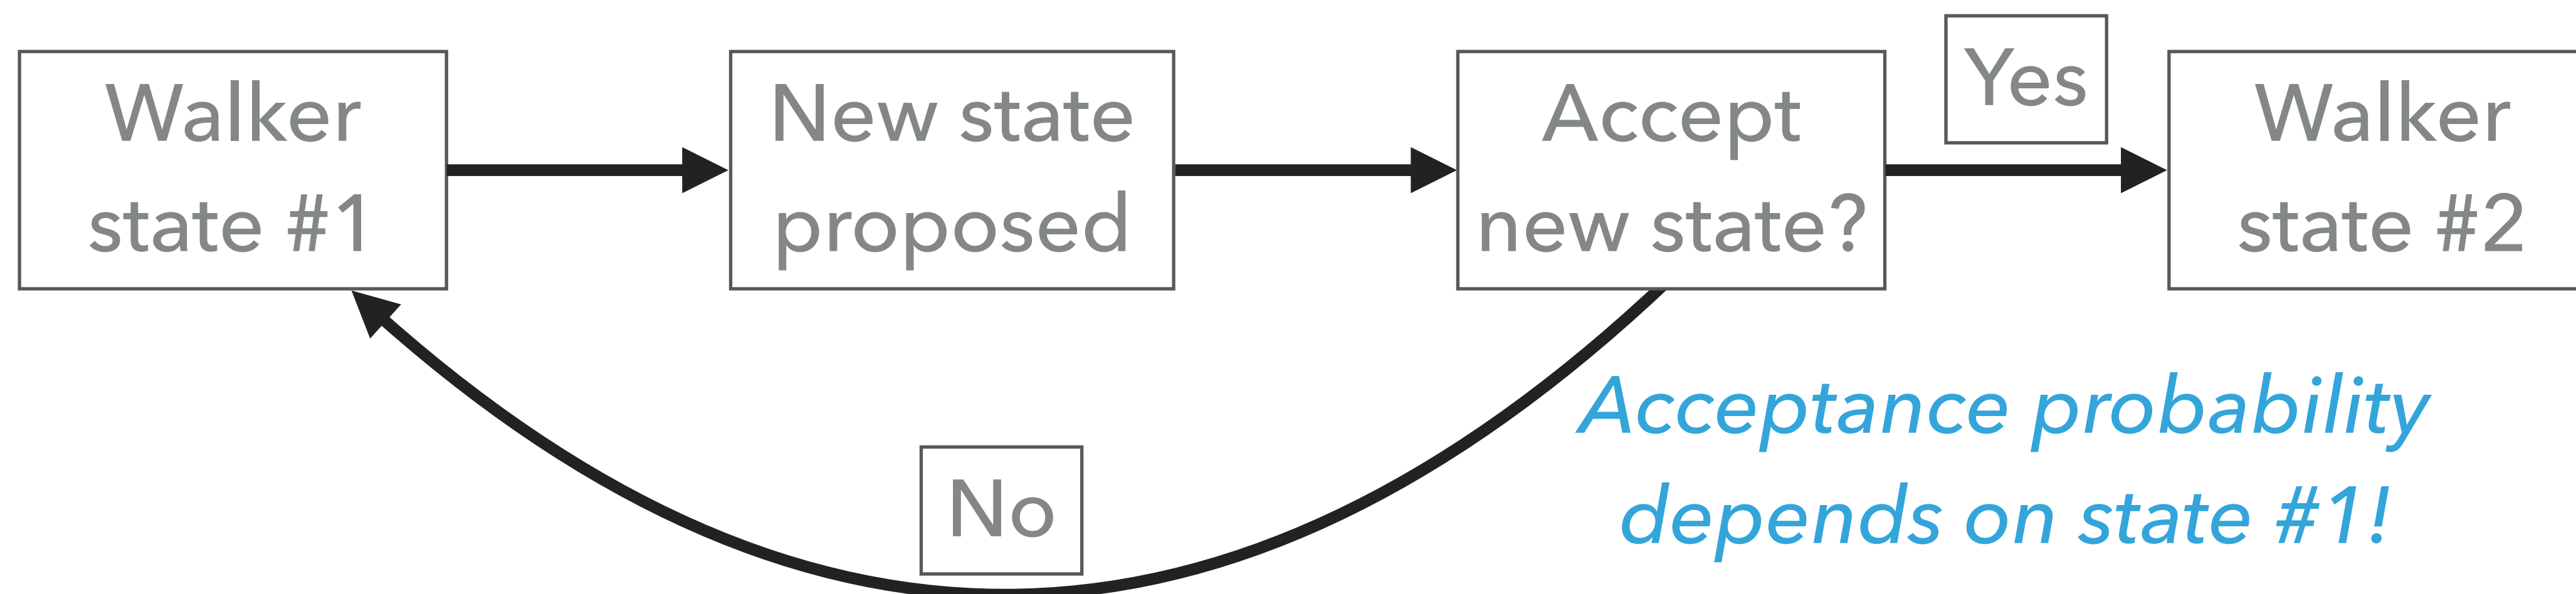 Walker
state #1
New state
proposed
Accept
new state?
Yes
Walker
state #2
No
Acceptance probability
depends on state #1!